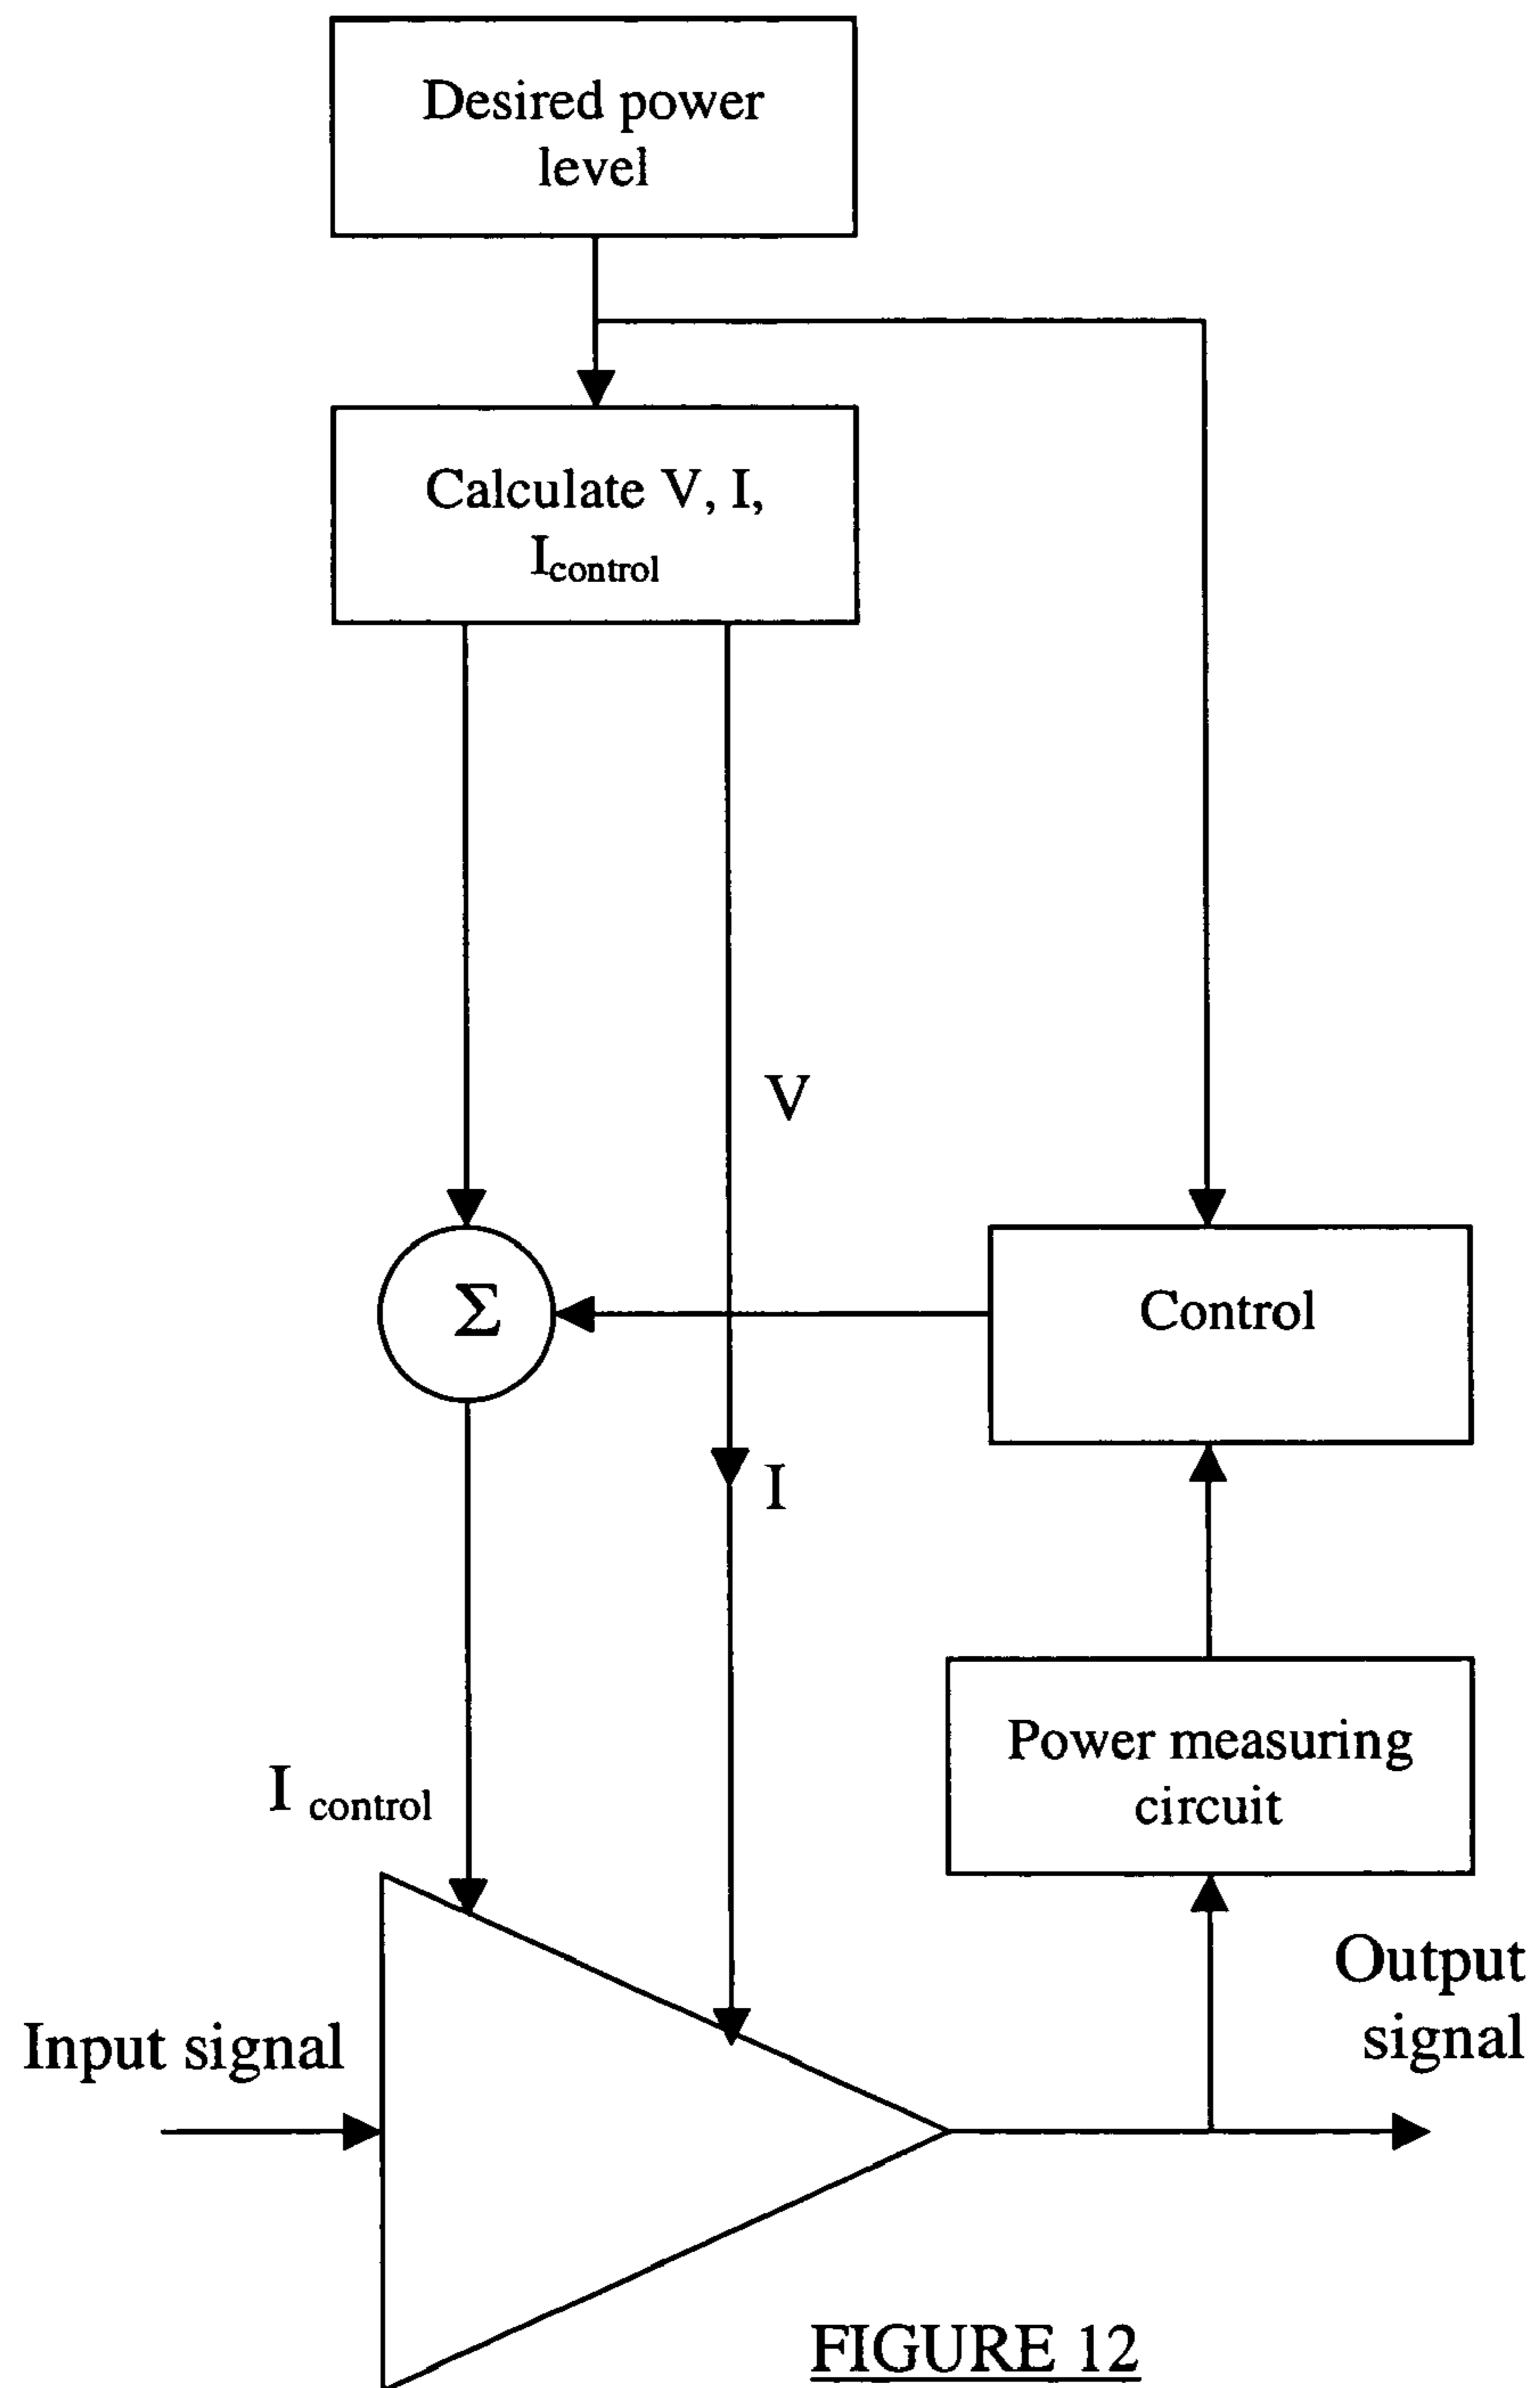 Desired power
level
Calculate V, I,
Icontrol
V
Σ
Control
I
Power measuring
circuit
I control
Output
signal
Input signal
FIGURE 12